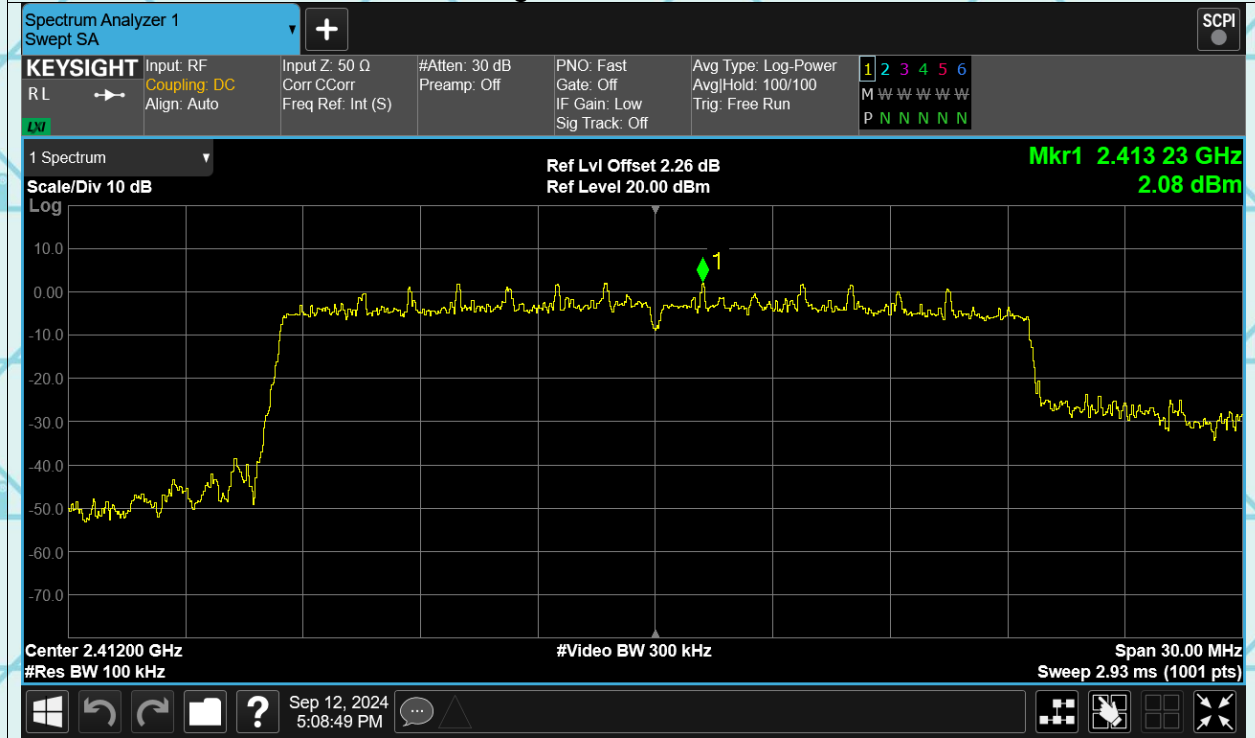 Spectrum Analyzer 1
Swept SA
SCPI
KEYSIGHT
R L
LXI
Input: RF
Coupling: DC
Align: Auto
Input Z: 50 Ω
Corr CCorr
Freq Ref: Int (S)
#Atten: 30 dB
Preamp: Off
PNO: Fast
Gate: Off
IF Gain: Low
Sig Track: Off
Avg Type: Log-Power
Avg|Hold: 100/100
Trig: Free Run
1 2 3 4 5 6
M W W W W W
P N N N N N
1 Spectrum
Scale/Div 10 dB
Log
Ref Lvl Offset 2.26 dB
Ref Level 20.00 dBm
Mkr1 2.413 23 GHz
2.08 dBm
1
10.0
0.00
-10.0
-20.0
-30.0
-40.0
-50.0
-60.0
-70.0
Center 2.41200 GHz
#Res BW 100 kHz
#Video BW 300 kHz
Span 30.00 MHz
Sweep 2.93 ms (1001 pts)
?
Sep 12, 2024
5:08:49 PM